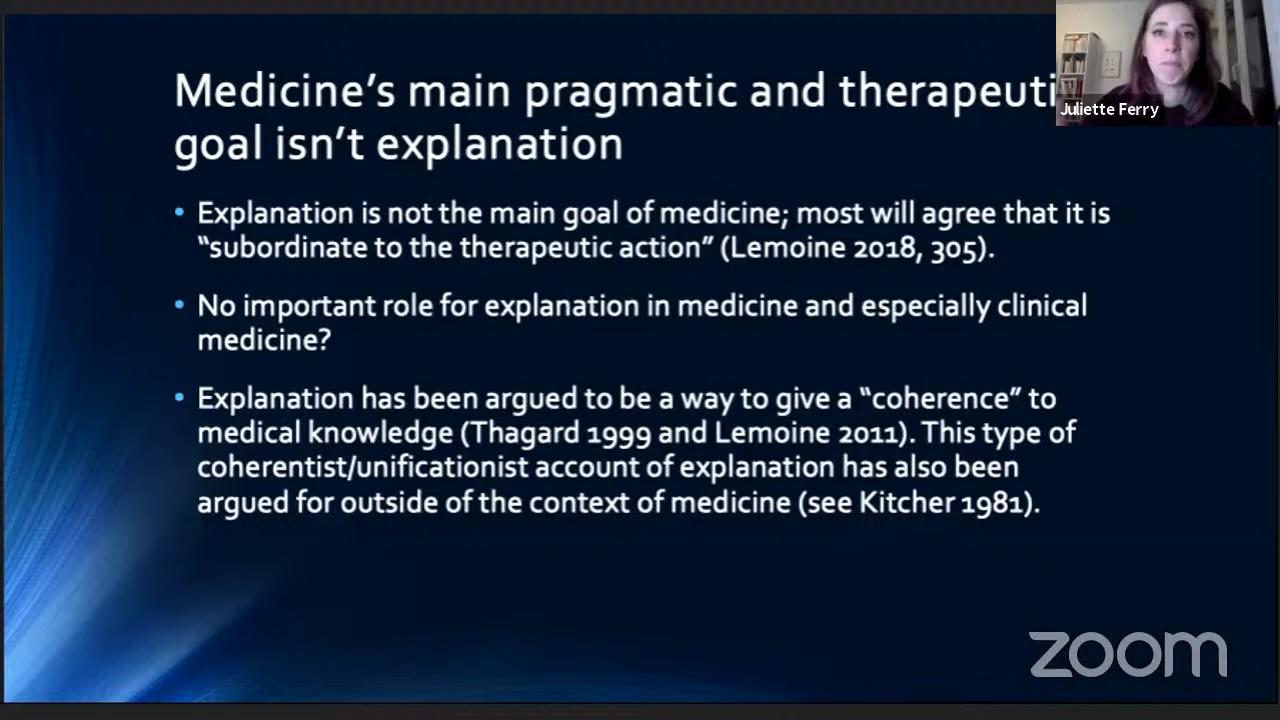 Medicine’s main pragmatic and therapeuti
goal isn’t explanation
Juliette Ferry
• Explanation is not the main goal of medicine; most will agree that it is
“subordinate to the therapeutic action” (Lemoine 2018, 305).
• No important role for explanation in medicine and especially clinical
medicine?
• Explanation has been argued to be a way to give a “coherence” to
medical knowledge (Thagard 1999 and Lemoine 2011). This type of
coherentist/unificationist account of explanation has also been
argued for outside of the context of medicine (see Kitcher 1981).
zoom